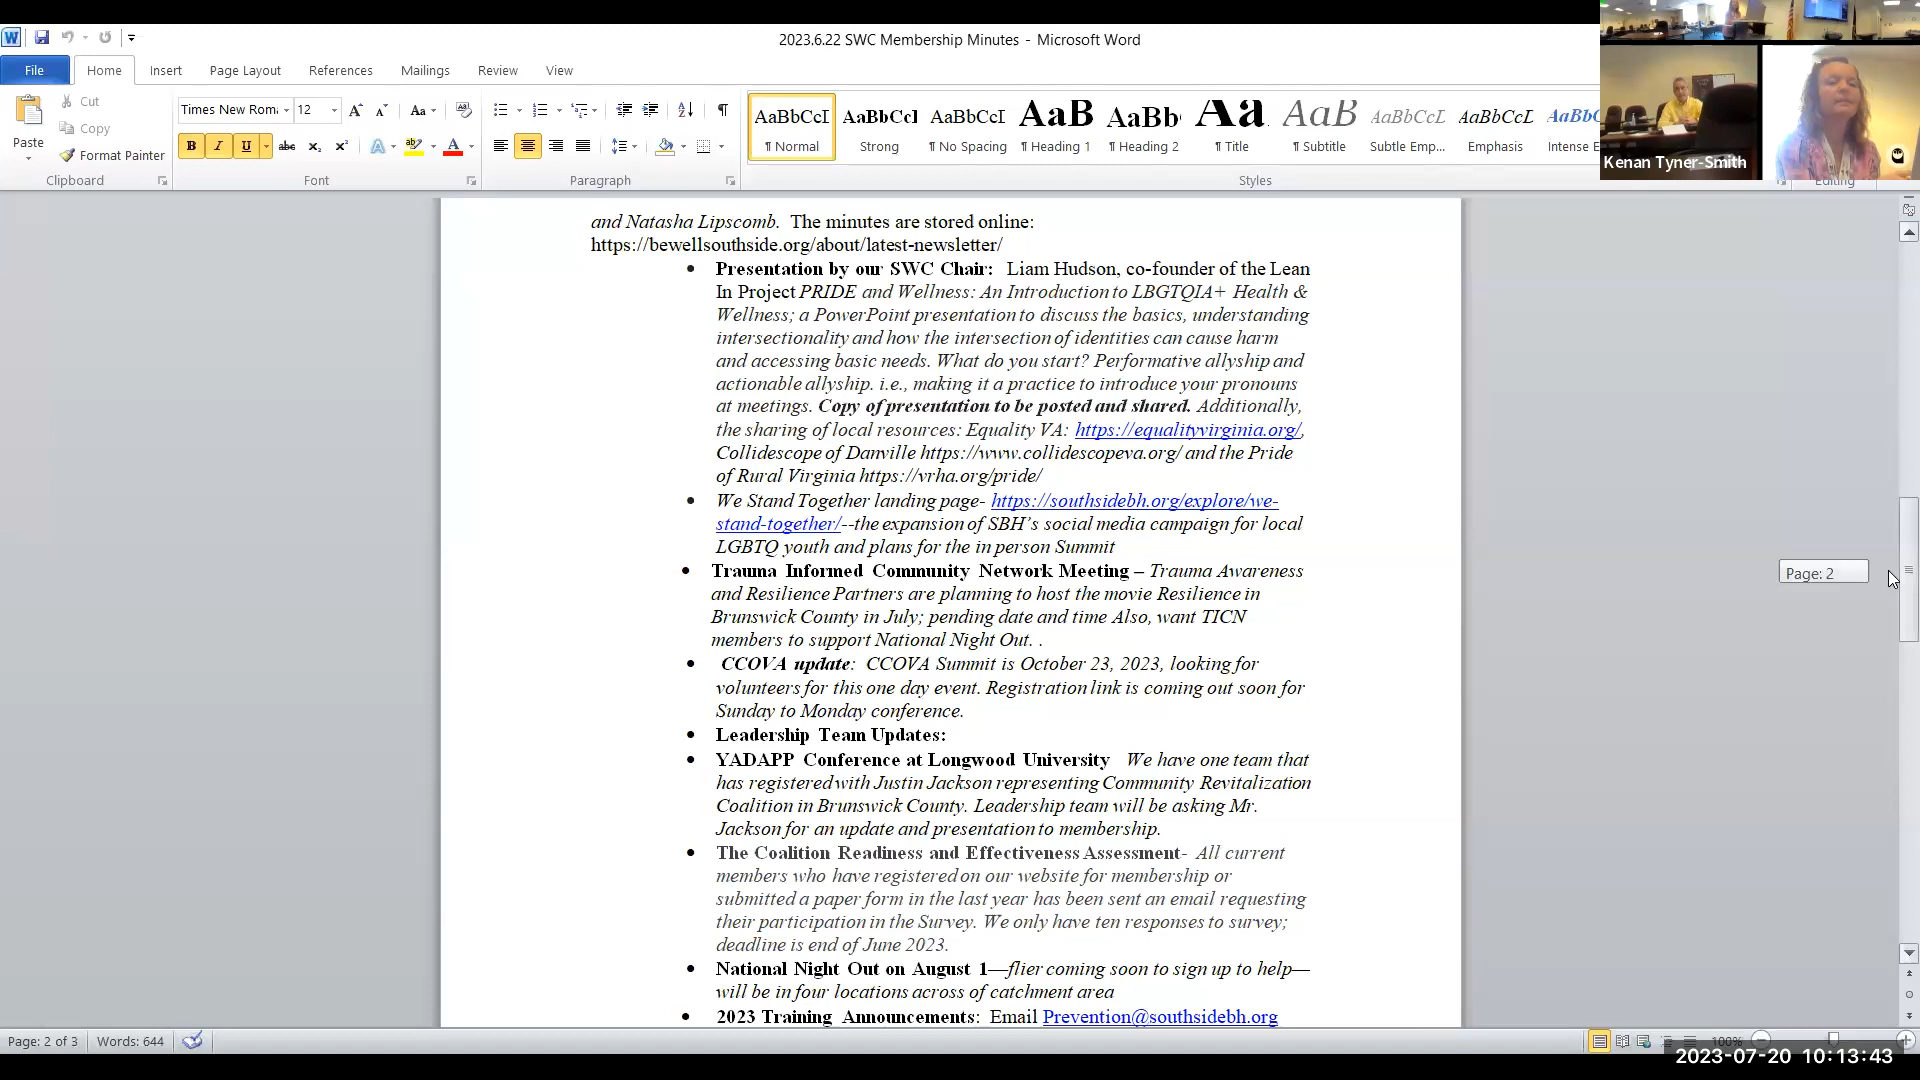 2023.6.22 SWC Membership Minutes - Microsoft Word
File Home Insert Page Layout References Mailings Review View
Cut
Copy
Format Painter
Paste
Clipboard
Times New Rom 12
Font
Paragraph
AaBbCcI AaBbCcI AaBbCcI AaB AaBb Aa AaB AaBbCcL AaBbCcL AaBbC
¶ Normal Strong ¶ No Spacing ¶ Heading 1 ¶ Heading 2 ¶ Title ¶ Subtitle Subtle Emp... Emphasis Intense E
Styles
Editing
Kenan Tyner-Smith
and Natasha Lipscomb. The minutes are stored online:
https://bewellsouthside.org/about/latest-newsletter/
• Presentation by our SWC Chair: Liam Hudson, co-founder of the Lean
In Project PRIDE and Wellness: An Introduction to LBGTQIA+ Health &
Wellness; a PowerPoint presentation to discuss the basics, understanding
intersectionality and how the intersection of identities can cause harm
and accessing basic needs. What do you start? Performative allyship and
actionable allyship. i.e., making it a practice to introduce your pronouns
at meetings. Copy of presentation to be posted and shared. Additionally,
the sharing of local resources: Equality VA: https://equalityvirginia.org/,
Collidescope of Danville https://www.collidescopeva.org/ and the Pride
of Rural Virginia https://vrha.org/pride/
• We Stand Together landing page- https://southsidebh.org/explore/we-
stand-together/--the expansion of SBH's social media campaign for local
LGBTQ youth and plans for the in person Summit
• Trauma Informed Community Network Meeting – Trauma Awareness
and Resilience Partners are planning to host the movie Resilience in
Brunswick County in July; pending date and time Also, want TICN
members to support National Night Out. .
• CCOVA update: CCOVA Summit is October 23, 2023, looking for
volunteers for this one day event. Registration link is coming out soon for
Sunday to Monday conference.
• Leadership Team Updates:
• YADAPP Conference at Longwood University We have one team that
has registered with Justin Jackson representing Community Revitalization
Coalition in Brunswick County. Leadership team will be asking Mr.
Jackson for an update and presentation to membership.
• The Coalition Readiness and Effectiveness Assessment- All current
members who have registered on our website for membership or
submitted a paper form in the last year has been sent an email requesting
their participation in the Survey. We only have ten responses to survey;
deadline is end of June 2023.
• National Night Out on August 1—flier coming soon to sign up to help—
will be in four locations across of catchment area
• 2023 Training Announcements: Email Prevention@southsidebh.org
Page: 2
Page: 2 of 3 Words: 644
100%
2023-07-20 10:13:43